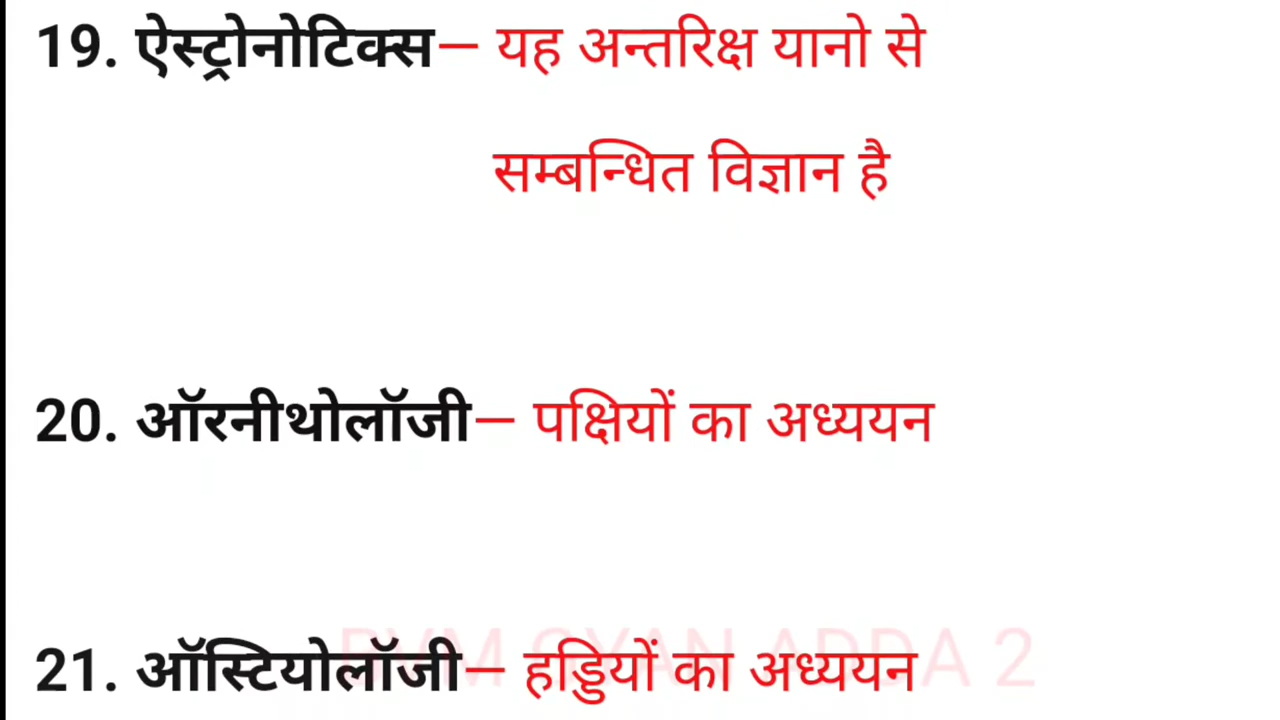 19. ऐस्ट्रोनोटिक्स– यह अन्तरिक्ष यानो से
सम्बन्धित विज्ञान है
20. ऑरनीथोलॉजी– पक्षियों का अध्ययन
21. ऑस्टियोलॉजी– हड्डियों का अध्ययन